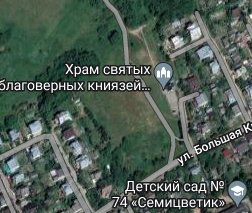 Храм святых
благоверных князей...
ул. Большая К
Детский сад №
74 «Семицветик»